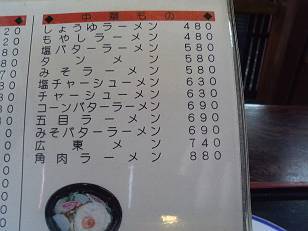 中華もの
しょうゆラーメン 480
もやしラーメン 480
塩バターラーメン 580
タンメン 580
みそラーメン 580
塩チャーシューメン 630
チャーシューメン 630
コーンバターラーメン 690
五目ラーメン 690
みそバターラーメン 690
広東メン 740
角肉ラーメン 880